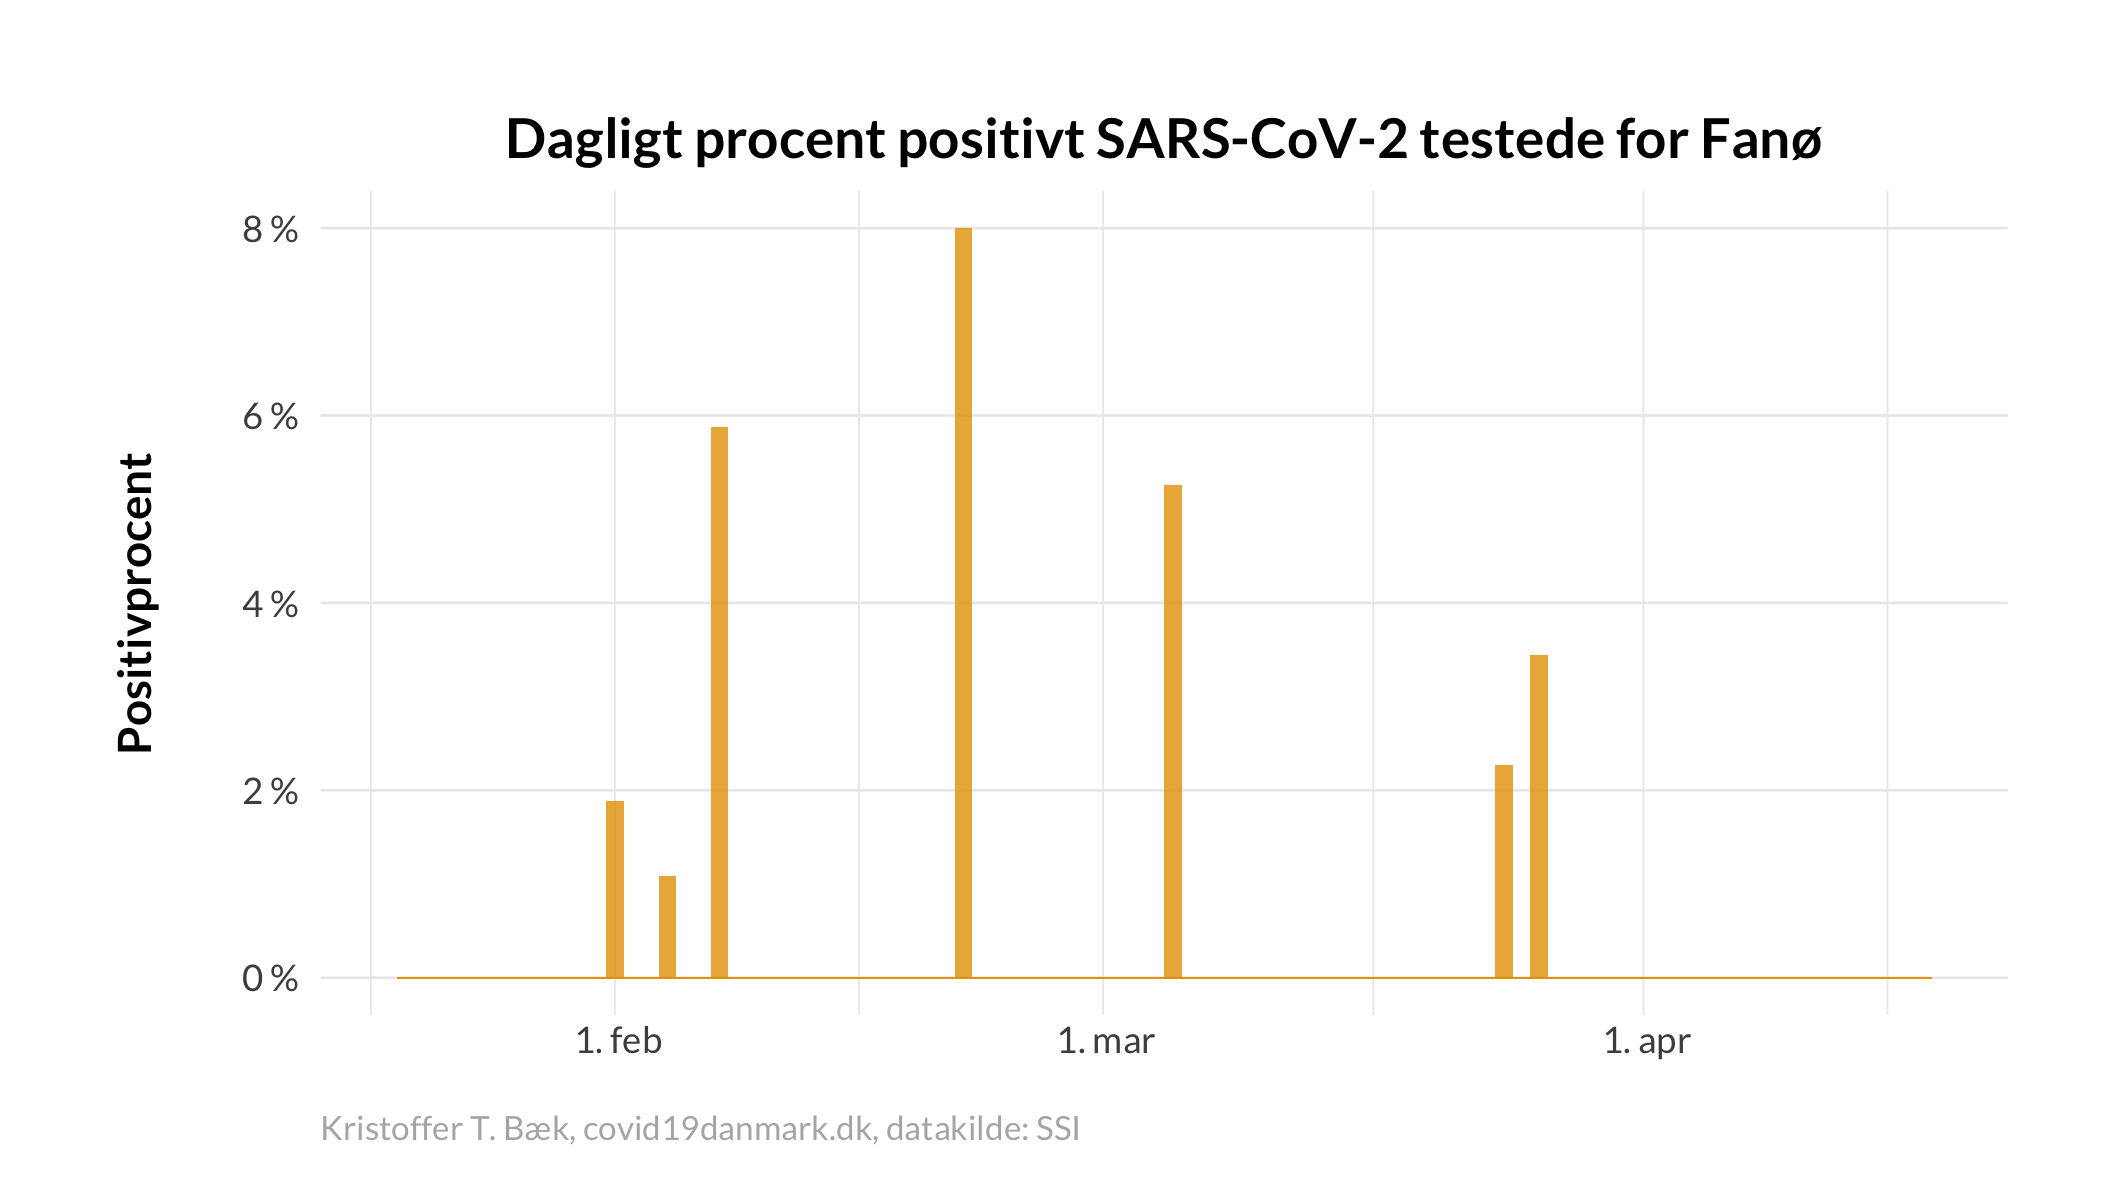 Dagligt procent positivt SARS-CoV-2 testede for Fanø
Positivprocent
8 %
6 %
4 %
2 %
0 %
1. feb
1. mar
1. apr
Kristoffer T. Bæk, covid19danmark.dk, datakilde: SSI